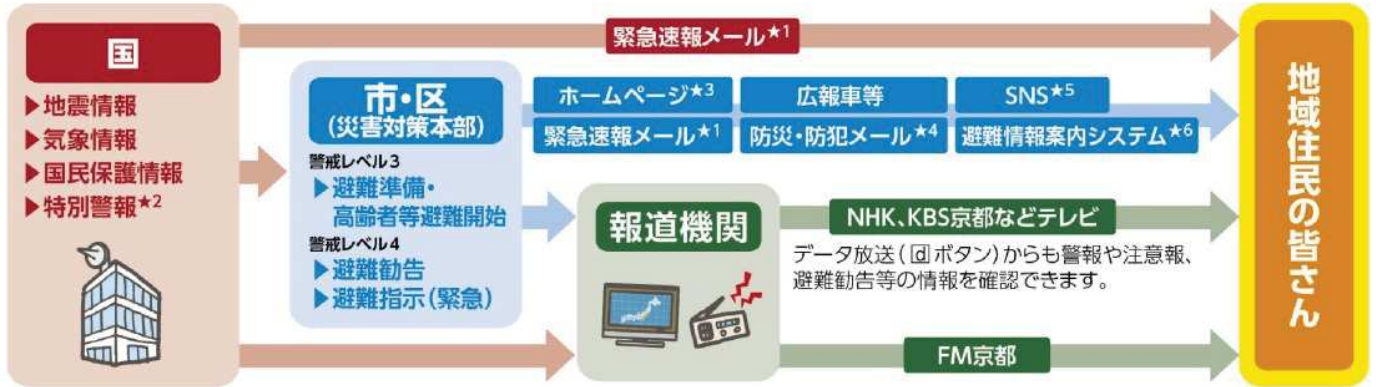 国
▶地震情報
▶気象情報
▶国民保護情報
▶特別警報★2
緊急速報メール★1
市・区
(災害対策本部)
警戒レベル3
▶避難準備・
高齢者等避難開始
警戒レベル4
▶避難勧告
▶避難指示(緊急)
ホームページ★3
広報車等
SNS★5
緊急速報メール★1
防災・防犯メール★4
避難情報案内システム★6
報道機関
NHK、KBS京都などテレビ
データ放送(dボタン)からも警報や注意報、
避難勧告等の情報を確認できます。
FM京都
地域住民の皆さん